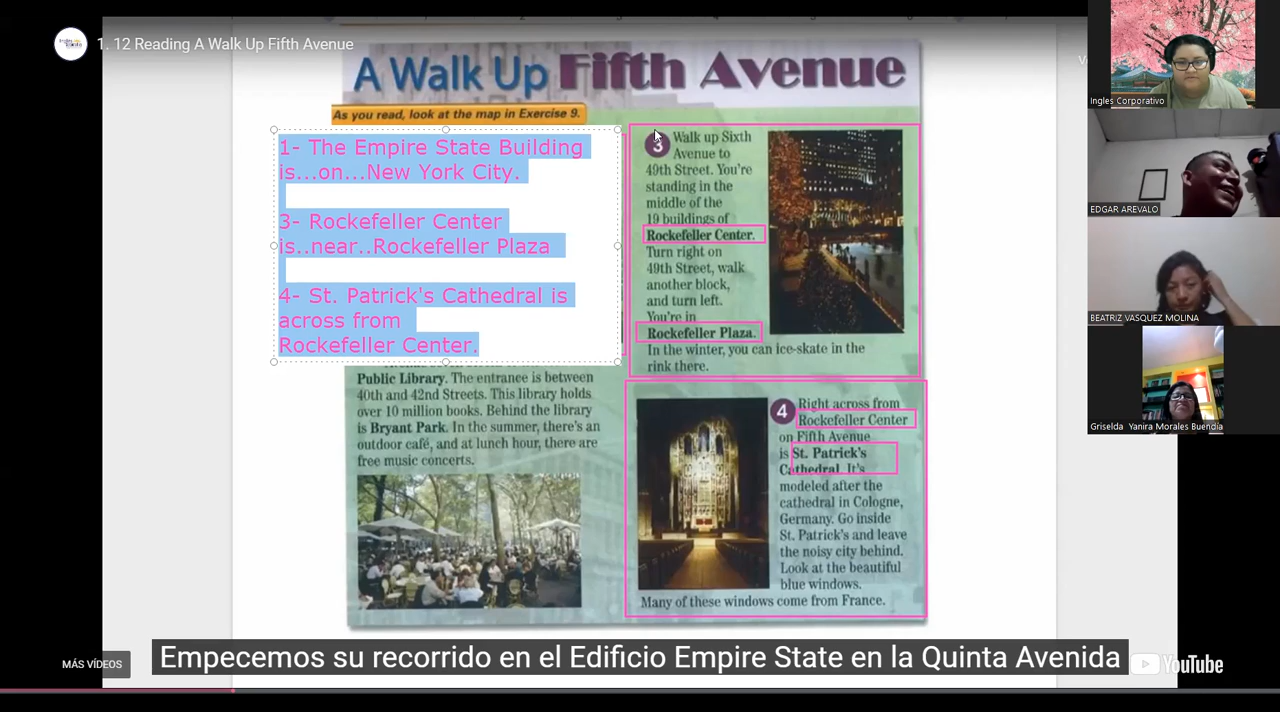 1. 12 Reading A Walk Up Fifth Avenue
A Walk Up Fifth Avenue
As you read, look at the map in Exercise 9.
1- The Empire State Building
is...on...New York City.
3- Rockefeller Center
is..near..Rockefeller Plaza
4- St. Patrick's Cathedral is
across from
Rockefeller Center.
Public Library. The entrance is between
40th and 42nd Streets. This library holds
over 10 million books. Behind the library
is Bryant Park. In the summer, there's an
outdoor café, and at lunch hour, there are
free music concerts.
3 Walk up Sixth
Avenue to
49th Street. You're
standing in the
middle of the
19 buildings of
Rockefeller Center.
Turn right on
49th Street, walk
another block,
and turn left.
You're in
Rockefeller Plaza.
In the winter, you can ice-skate in the
rink there.
4 Right across from
Rockefeller Center
on Fifth Avenue
is St. Patrick's
Cathedral. It's
modeled after the
cathedral in Cologne,
Germany. Go inside
St. Patrick's and leave
the noisy city behind.
Look at the beautiful
blue windows.
Many of these windows come from France.
Ingles Corporativo
EDGAR AREVALO
BEATRIZ VASQUEZ MOLINA
Griselda Yanira Morales Buendia
MÁS VÍDEOS
Empecemos su recorrido en el Edificio Empire State en la Quinta Avenida
YouTube